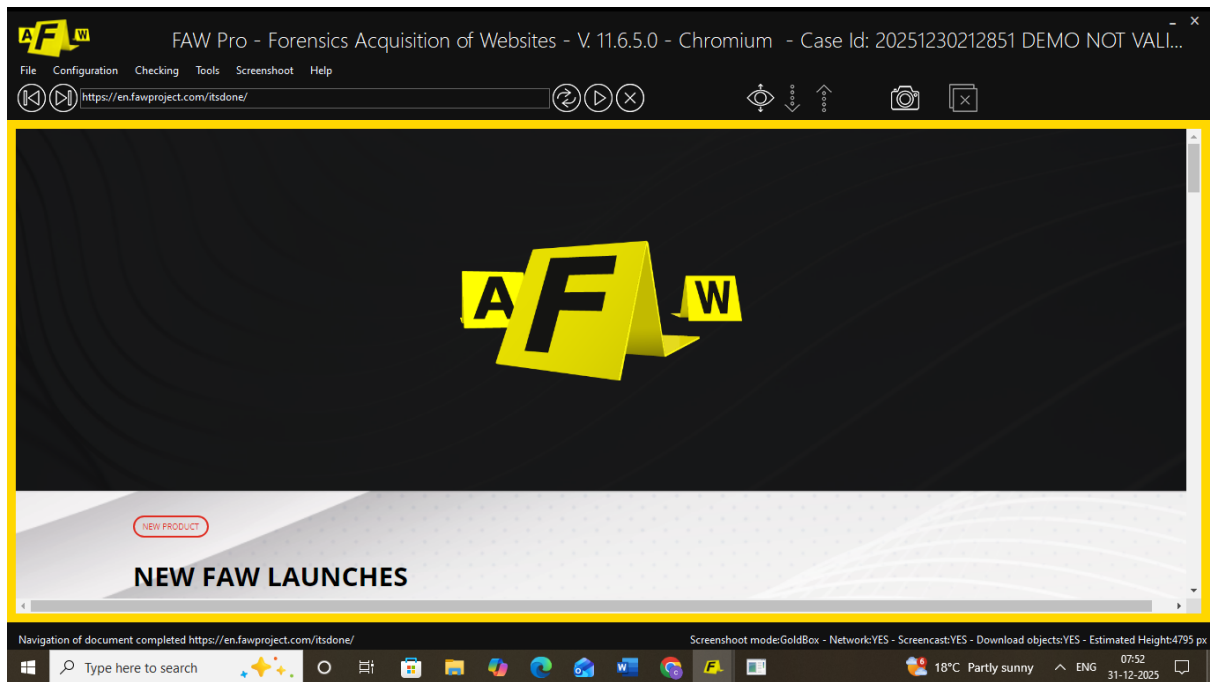 A F W
FAW Pro - Forensics Acquisition of Websites - V. 11.6.5.0 - Chromium - Case Id: 20251230212851 DEMO NOT VALI...
File Configuration Checking Tools Screenshoot Help
https://en.fawproject.com/itsdone/
A F W
NEW PRODUCT
NEW FAW LAUNCHES
Navigation of document completed https://en.fawproject.com/itsdone/ Screenshoot mode:GoldBox - Network:YES - Screencast:YES - Download objects:YES - Estimated Height:4795 px
Type here to search 18°C Partly sunny ENG 07:52
31-12-2025